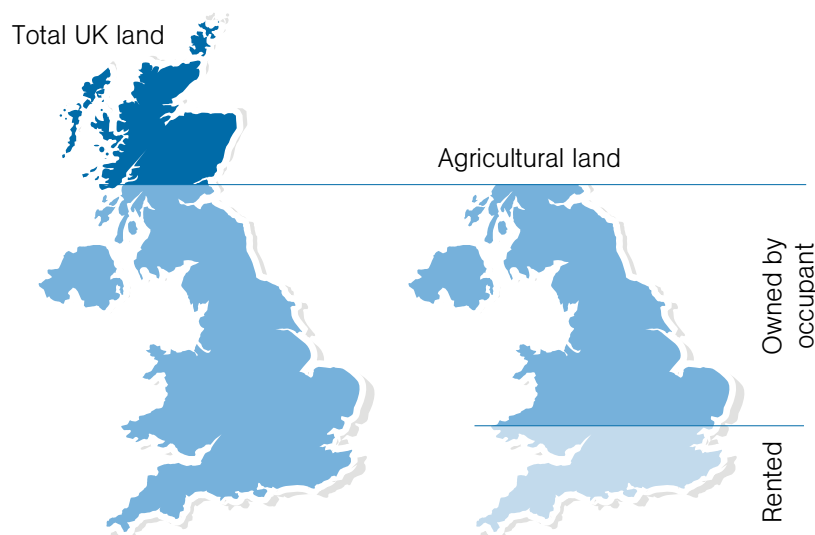 Total UK land
Agricultural land
Owned by
occupant
Rented